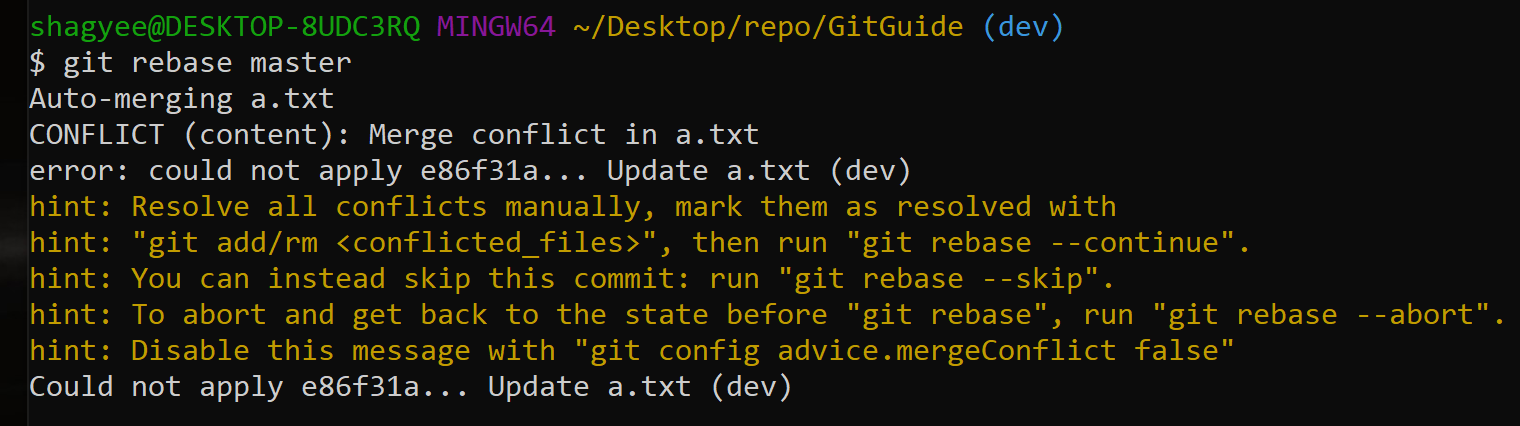 shagyee@DESKTOP-8UDC3RQ MINGW64 ~/Desktop/repo/GitGuide (dev)
$ git rebase master
Auto-merging a.txt
CONFLICT (content): Merge conflict in a.txt
error: could not apply e86f31a... Update a.txt (dev)
hint: Resolve all conflicts manually, mark them as resolved with
hint: "git add/rm <conflicted_files>", then run "git rebase --continue".
hint: You can instead skip this commit: run "git rebase --skip".
hint: To abort and get back to the state before "git rebase", run "git rebase --abort".
hint: Disable this message with "git config advice.mergeConflict false"
Could not apply e86f31a... Update a.txt (dev)